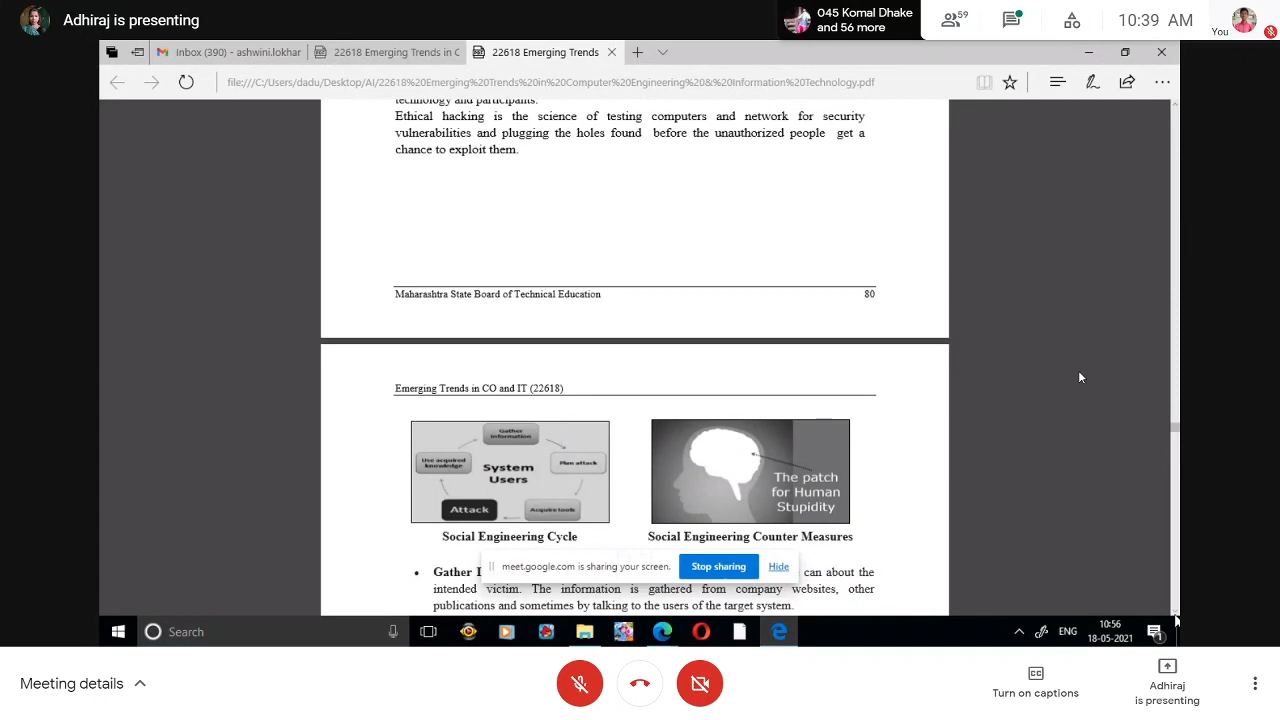 Adhiraj is presenting
045 Komal Dhake
and 56 more
59
10:39 AM
You
Inbox (390) - ashwini.lokhar
22618 Emerging Trends in C
22618 Emerging Trends
file:///C:/Users/dadu/Desktop/AI/22618%20Emerging%20Trends%20in%20Computer%20Engineering%20&%20Information%20Technology.pdf
technology and participants.
Ethical hacking is the science of testing computers and network for security
vulnerabilities and plugging the holes found before the unauthorized people get a
chance to exploit them.
Maharashtra State Board of Technical Education 80
Emerging Trends in CO and IT (22618)
Gather
Information
Use acquired
knowledge
System
Users
Plan attack
Attack
Acquire tools
The patch
for Human
Stupidity
Social Engineering Cycle
Social Engineering Counter Measures
meet.google.com is sharing your screen.
Stop sharing
Hide
• Gather can about the
intended victim. The information is gathered from company websites, other
publications and sometimes by talking to the users of the target system.
Search
ENG
10:56
18-05-2021
1
Meeting details
Turn on captions
Adhiraj
is presenting